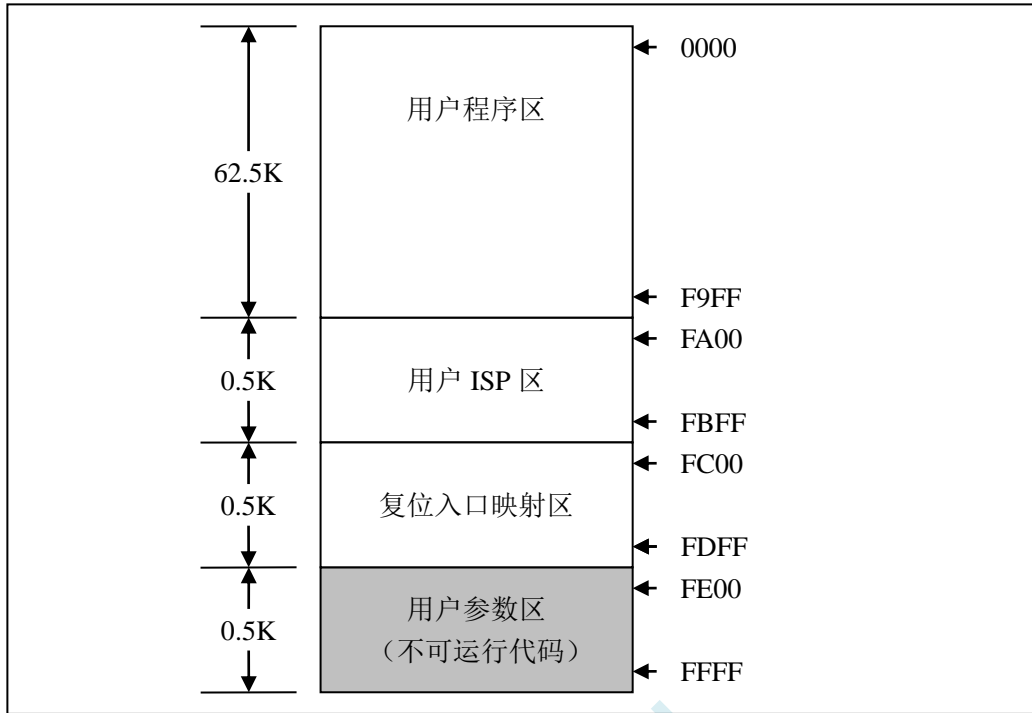 0000
用户程序区
62.5K
F9FF
FA00
用户 ISP 区
0.5K
FBFF
FC00
复位入口映射区
0.5K
FDFF
FE00
用户参数区
0.5K
（不可运行代码）
FFFF